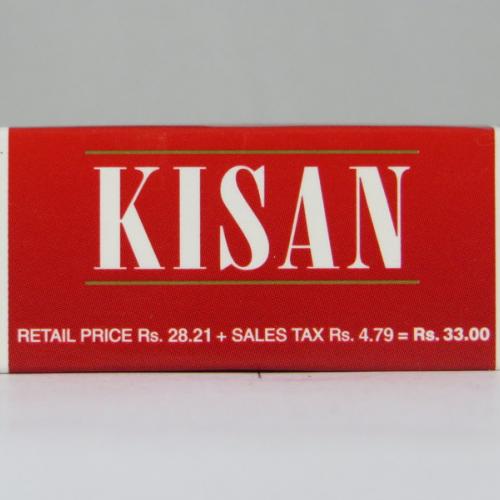 KISAN
RETAIL PRICE Rs. 28.21 + SALES TAX Rs. 4.79 = Rs. 33.00